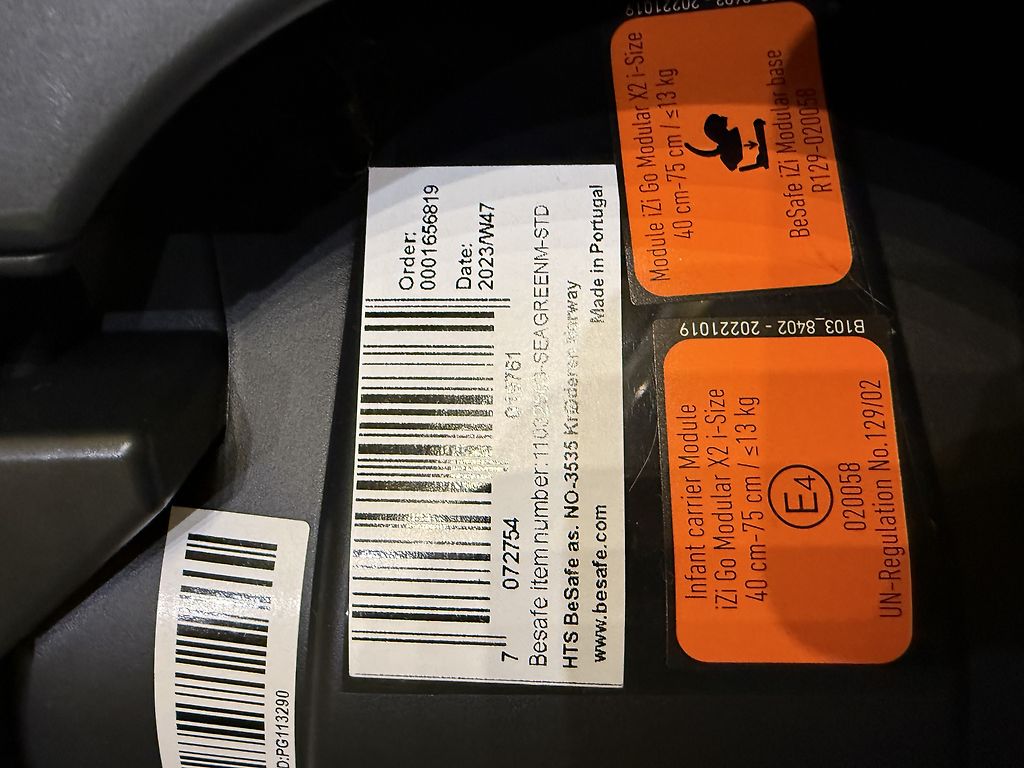 Order:
0001656819
Date:
2023/W47
7 072754
Besafe Item number:
HTS BeSafe as. NO-3535 Krøderen Norway
www.besafe.com
Made in Portugal
Module iZi Go Modular X2 i-Size
40 cm-75 cm / ≤13 kg
BeSafe iZi Modular base
R129-020058
B103_8402 - 20221019
Infant carrier Module
iZi Go Modular X2 i-Size
40 cm-75 cm / ≤13 kg
E4
020058
UN-Regulation No.129/02
D:PG113290